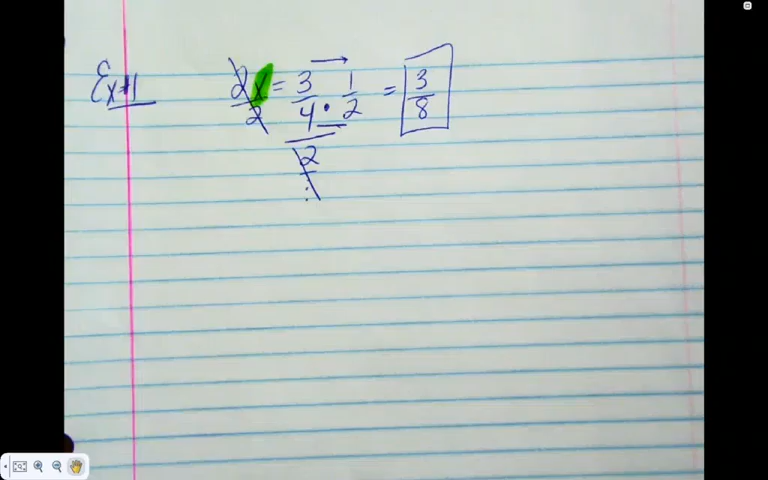 Ex 1 2x = 3/4 · 1/2 = 3/8
2 2